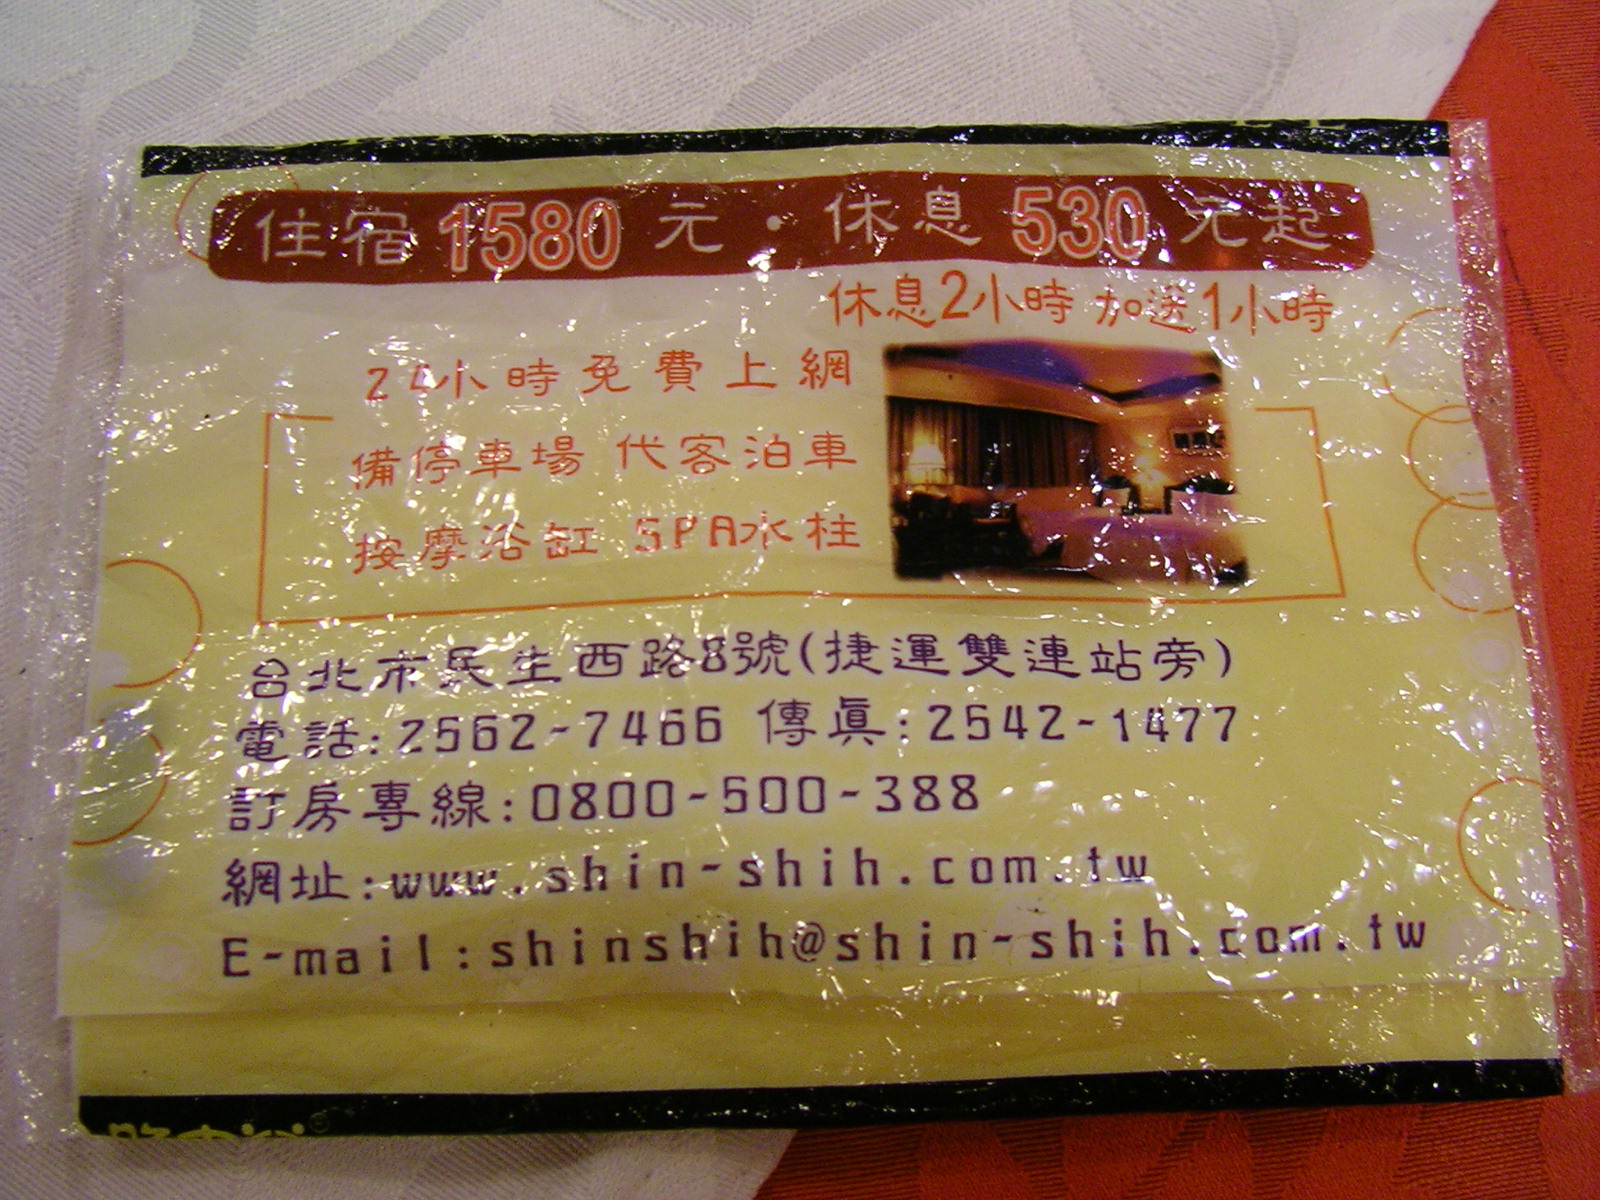 住宿1580元・休息530元起
休息2小時 加送1小時
24小時免費上網
備停車場 代客泊車
按摩浴缸 SPA水柱
台北市民生西路8號(捷運雙連站旁)
電話:2562-7466 傳眞:2542-1477
訂房專線:0800-500-388
網址:www.shin-shih.com.tw
E-mail:shinshih@shin-shih.com.tw